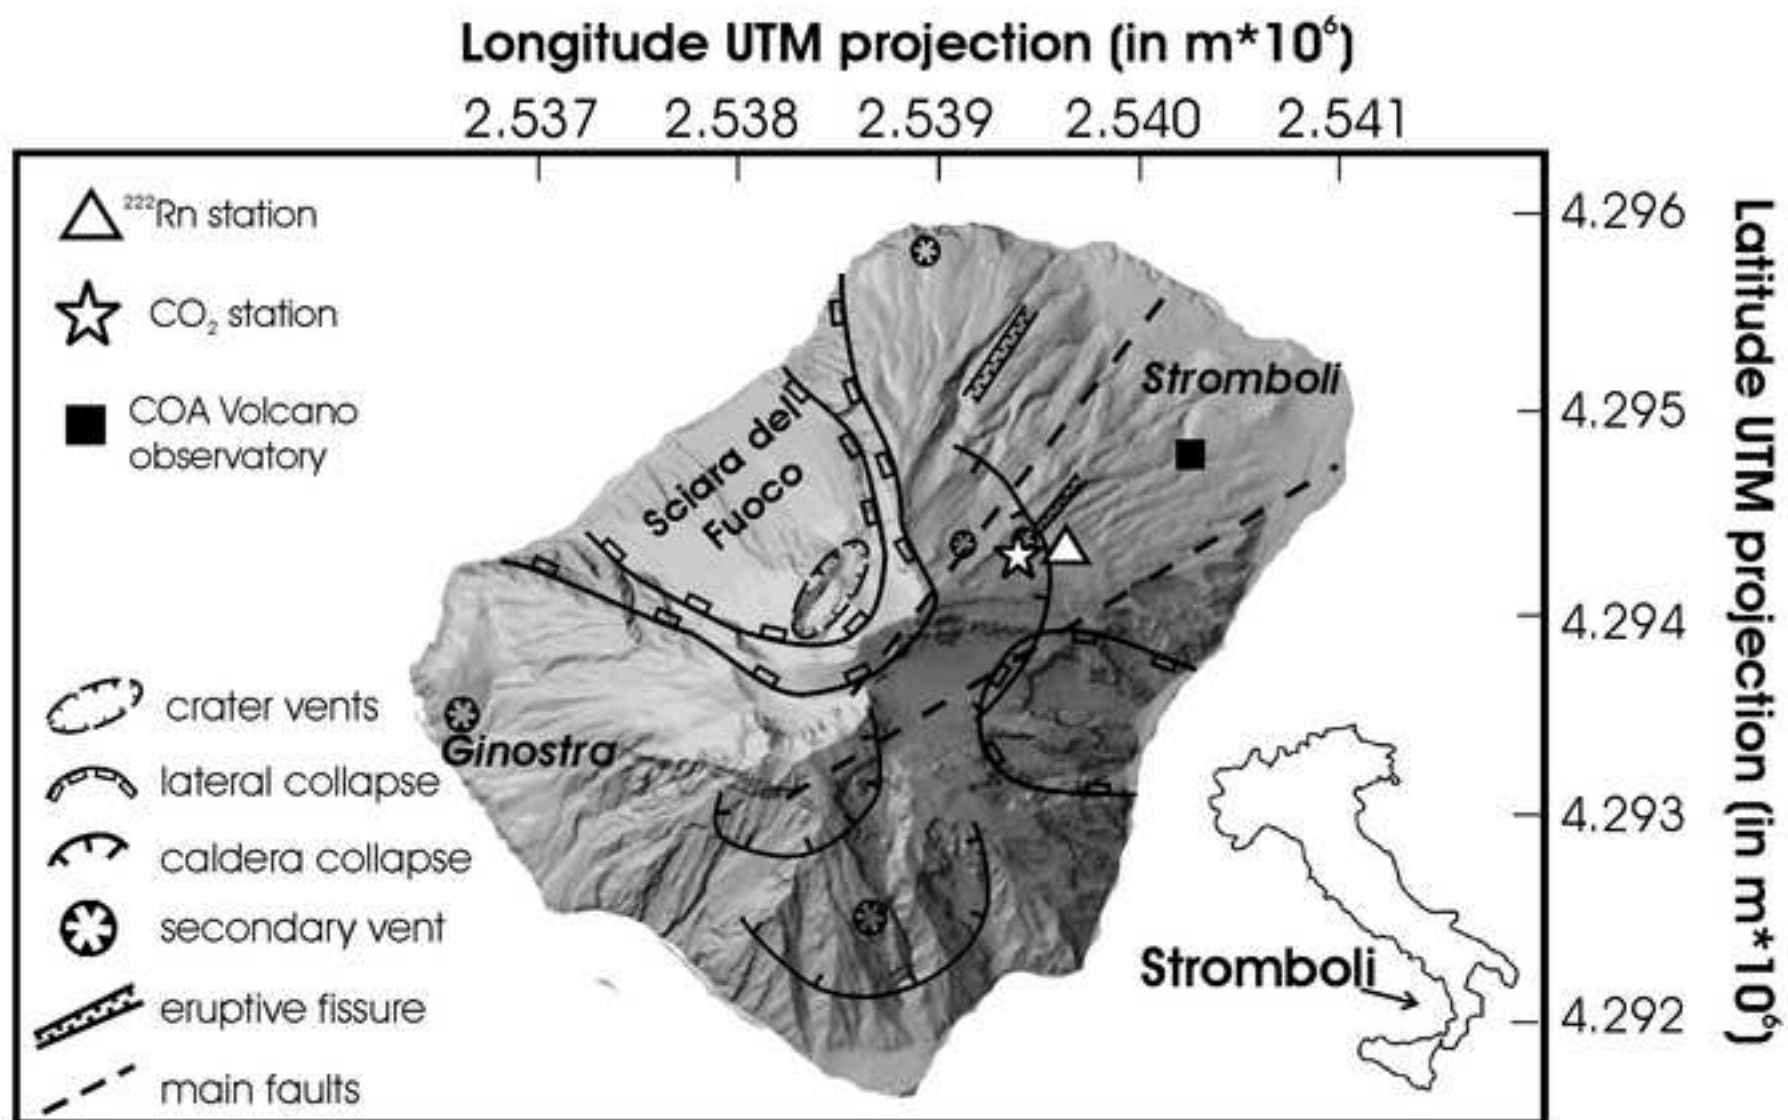 Longitude UTM projection (in m*10⁶)
2.537 2.538 2.539 2.540 2.541
²²²Rn station
CO₂ station
COA Volcano
observatory
crater vents
lateral collapse
caldera collapse
secondary vent
eruptive fissure
main faults
Sciara del
Fuoco
Stromboli
Ginostra
Stromboli
4.296
4.295
4.294
4.293
4.292
Latitude UTM projection (in m*10⁶)